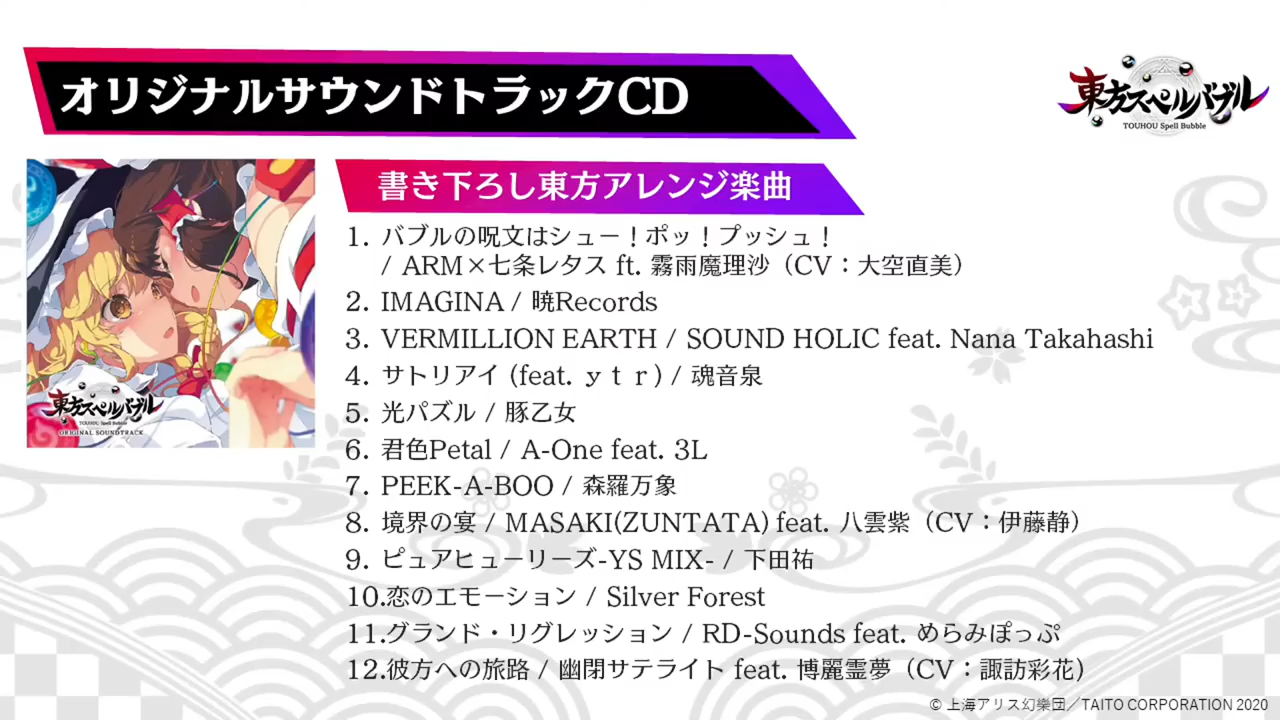 オリジナルサウンドトラックCD
東方スペルバブル
TOUHOU Spell Bubble
書き下ろし東方アレンジ楽曲
1. バブルの呪文はシュー！ポッ！プッシュ！
/ ARM×七条レタス ft. 霧雨魔理沙（CV：大空直美）
2. IMAGINA / 暁Records
3. VERMILLION EARTH / SOUND HOLIC feat. Nana Takahashi
4. サトリアイ (feat. ｙｔｒ) / 魂音泉
5. 光パズル / 豚乙女
6. 君色Petal / A-One feat. 3L
7. PEEK-A-BOO / 森羅万象
8. 境界の宴 / MASAKI(ZUNTATA) feat. 八雲紫（CV：伊藤静）
9. ピュアヒューリーズ-YS MIX- / 下田祐
10.恋のエモーション / Silver Forest
11.グランド・リグレッション / RD-Sounds feat. めらみぽっぷ
12.彼方への旅路 / 幽閉サテライト feat. 博麗霊夢（CV：諏訪彩花）
東方スペルバブル
TOUHOU Spell Bubble
ORIGINAL SOUNDTRACK
© 上海アリス幻樂団／TAITO CORPORATION 2020